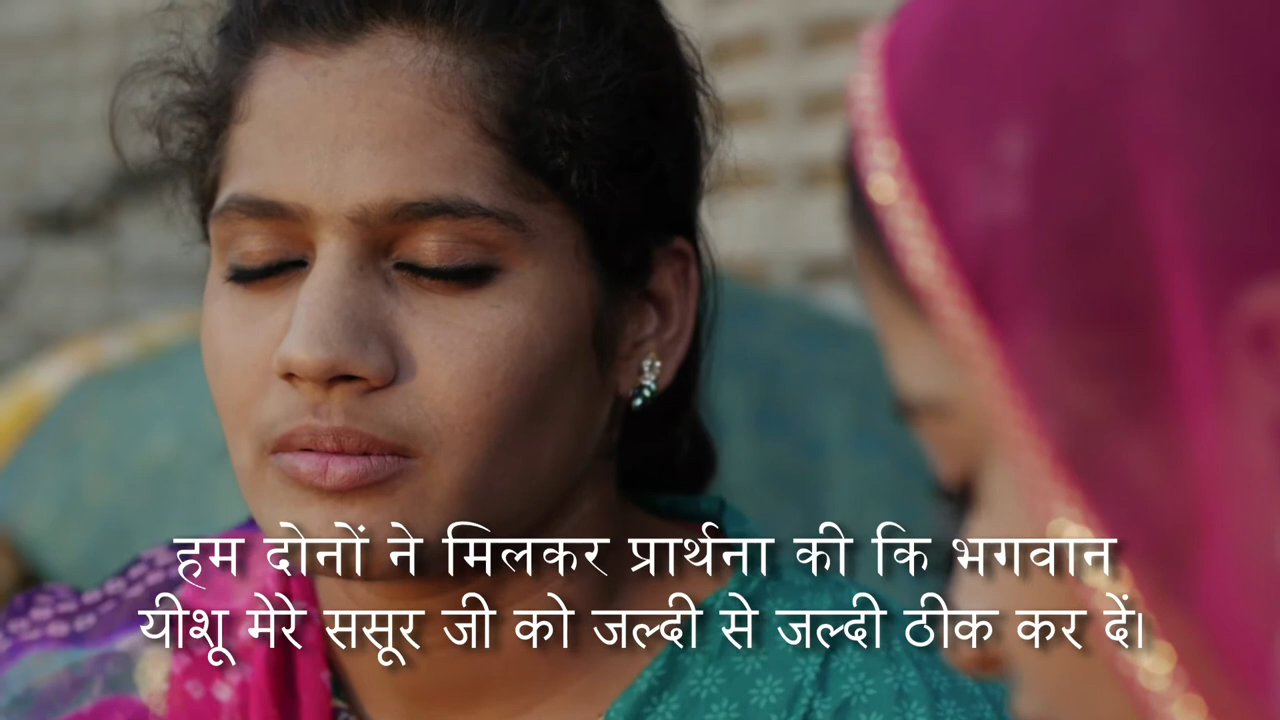 हम दोनों ने मिलकर प्रार्थना की कि भगवान
यीशू मेरे ससूर जी को जल्दी से जल्दी ठीक कर दें।